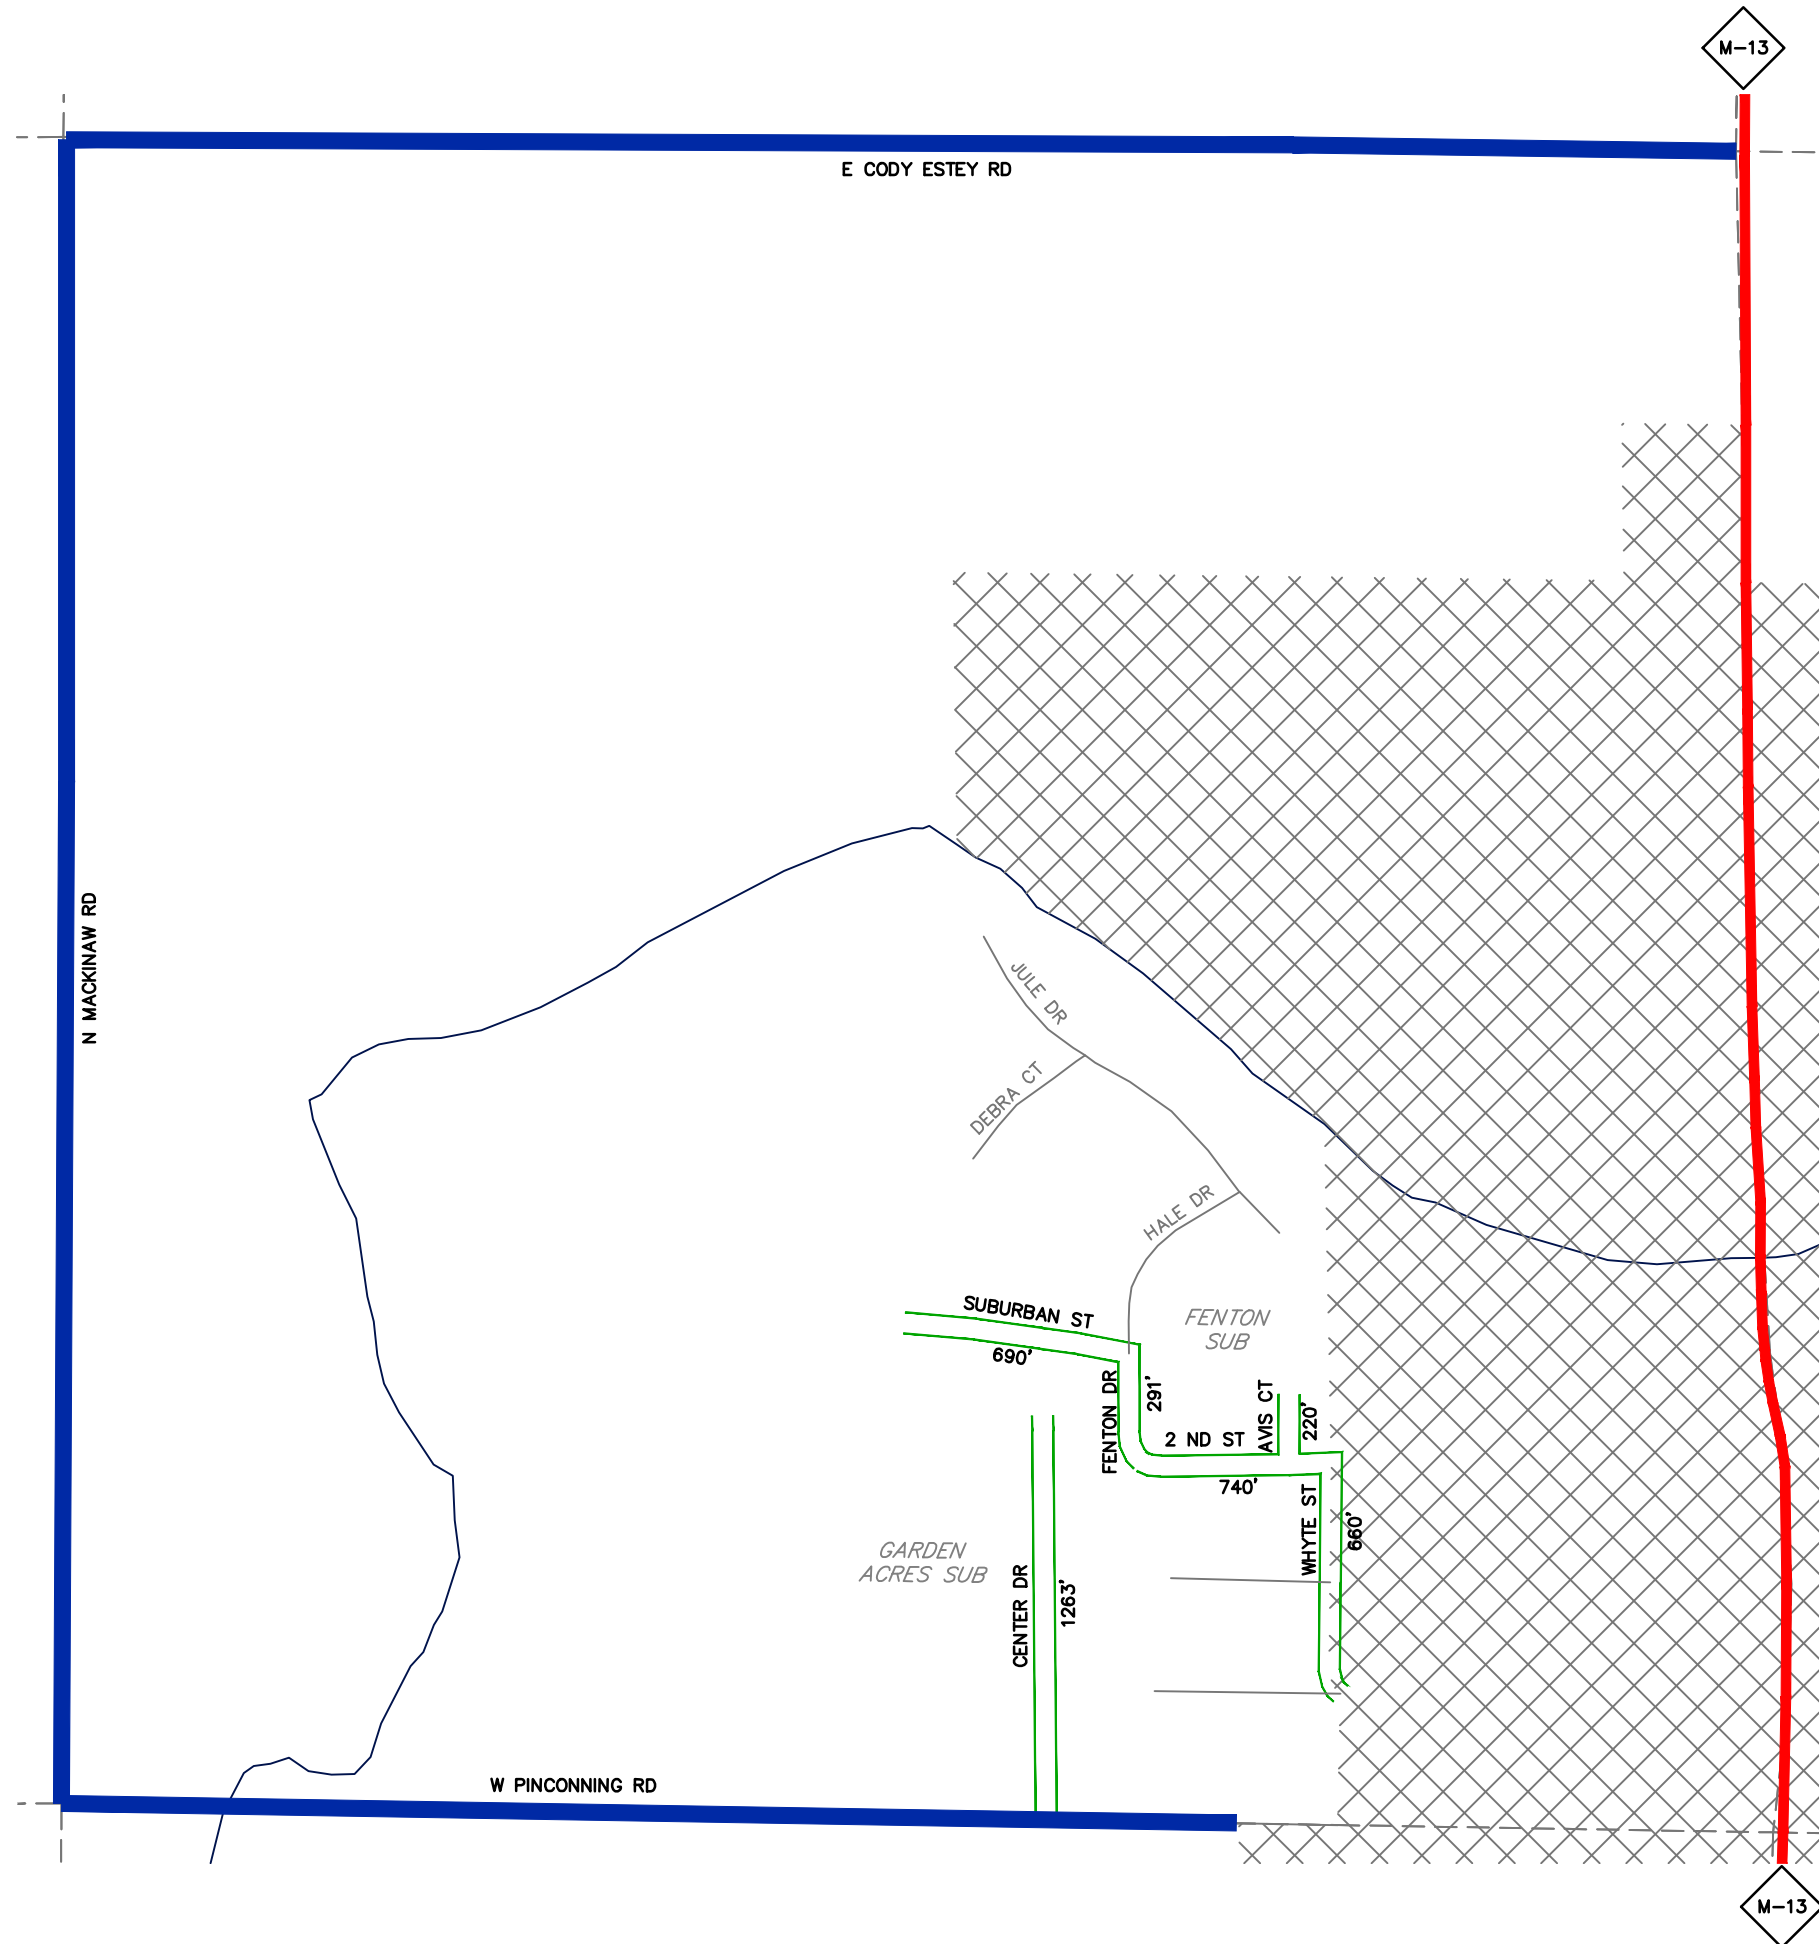 M-13
E CODY ESTEY RD
N MACKINAW RD
JULE DR
DEBRA CT
HALE DR
SUBURBAN ST
690'
FENTON
SUB
FENTON DR
291'
2 ND ST
740'
AVIS CT
220'
WHYTE ST
660'
GARDEN
ACRES SUB
CENTER DR
1263'
W PINCONNING RD
M-13